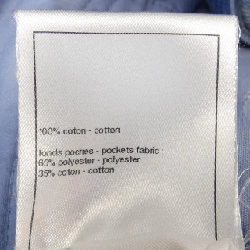 100% coton - cotton
fonds poches - pockets fabric :
65% polyester - polyester
35% coton - cotton